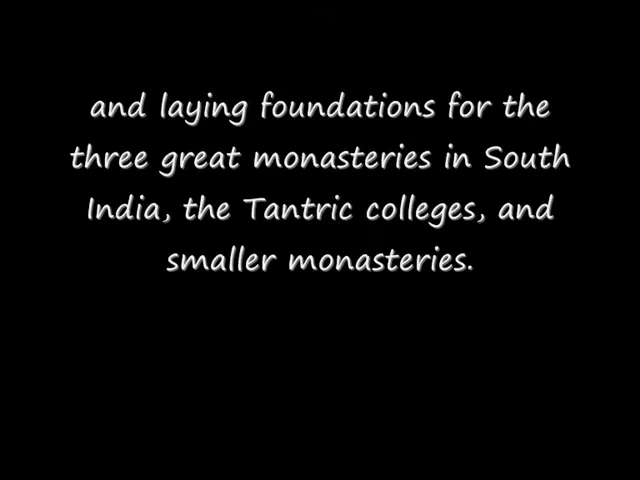 and laying foundations for the
three great monasteries in South
India, the Tantric colleges, and
smaller monasteries.